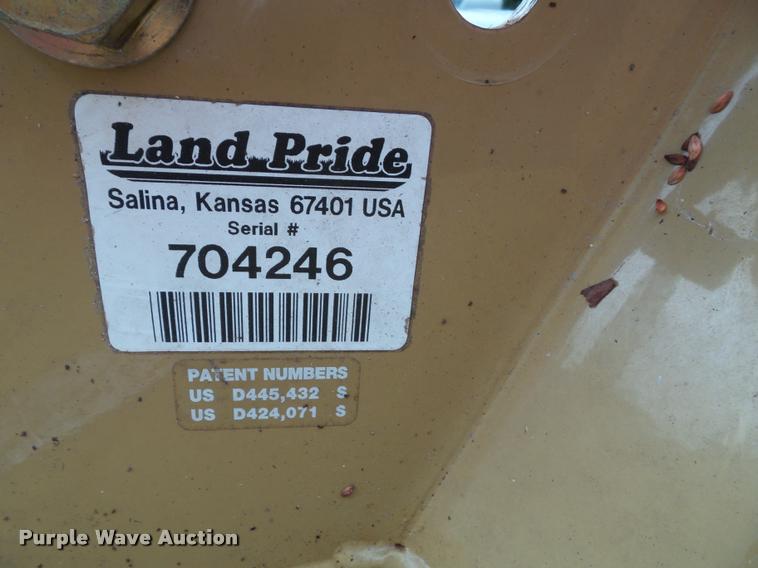 Land Pride
Salina, Kansas 67401 USA
Serial #
704246
PATENT NUMBERS
US D445,432 S
US D424,071 S
Purple Wave Auction